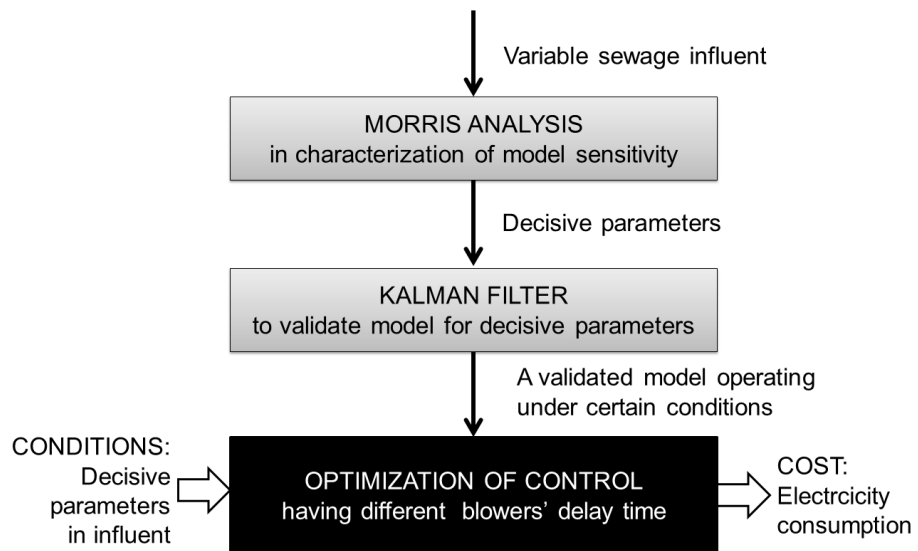 Variable sewage influent
MORRIS ANALYSIS
in characterization of model sensitivity
Decisive parameters
KALMAN FILTER
to validate model for decisive parameters
A validated model operating
under certain conditions
CONDITIONS:
Decisive
parameters
in influent
OPTIMIZATION OF CONTROL
having different blowers’ delay time
COST:
Electrcicity
consumption